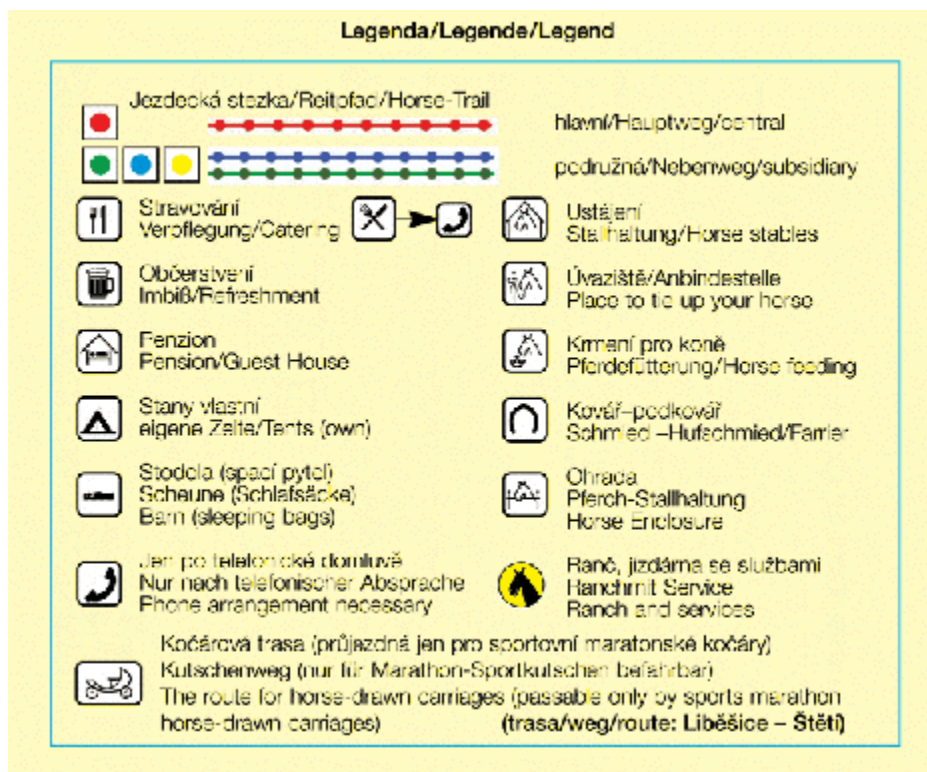 Legenda/Legende/Legend
Jezdecká stezka/Reitpfad/Horse-Trail
hlavní/Hauptweg/central
podružná/Nebenweg/subsidiary
Stravování
Verpflegung/Catering
Ustájení
Stallhaltung/Horse stables
Občerstvení
Imbiß/Refreshment
Úvaziště/Anbindestelle
Place to tie up your horse
Penzion
Pension/Guest House
Krmení pro koně
Pferdefütterung/Horse feeding
Stany vlastní
eigene Zelte/Tents (own)
Kovář–podkovář
Schmied –Hufschmied/Farrier
Stodola (spací pytel)
Scheune (Schlafsäcke)
Barn (sleeping bags)
Ohrada
Pferch-Stallhaltung
Horse Enclosure
Jen po telefonické domluvě
Nur nach telefonischer Absprache
Phone arrangement necessary
Ranč, jízdárna se službami
Ranchmit Service
Ranch and services
Kočárová trasa (průjezdná jen pro sportovní maratonské kočáry)
Kutschenweg (nur für Marathon-Sportkutschen befahrbar)
The route for horse-drawn carriages (passable only by sports marathon
horse-drawn carriages) (trasa/weg/route: Liběšice – Štětí)